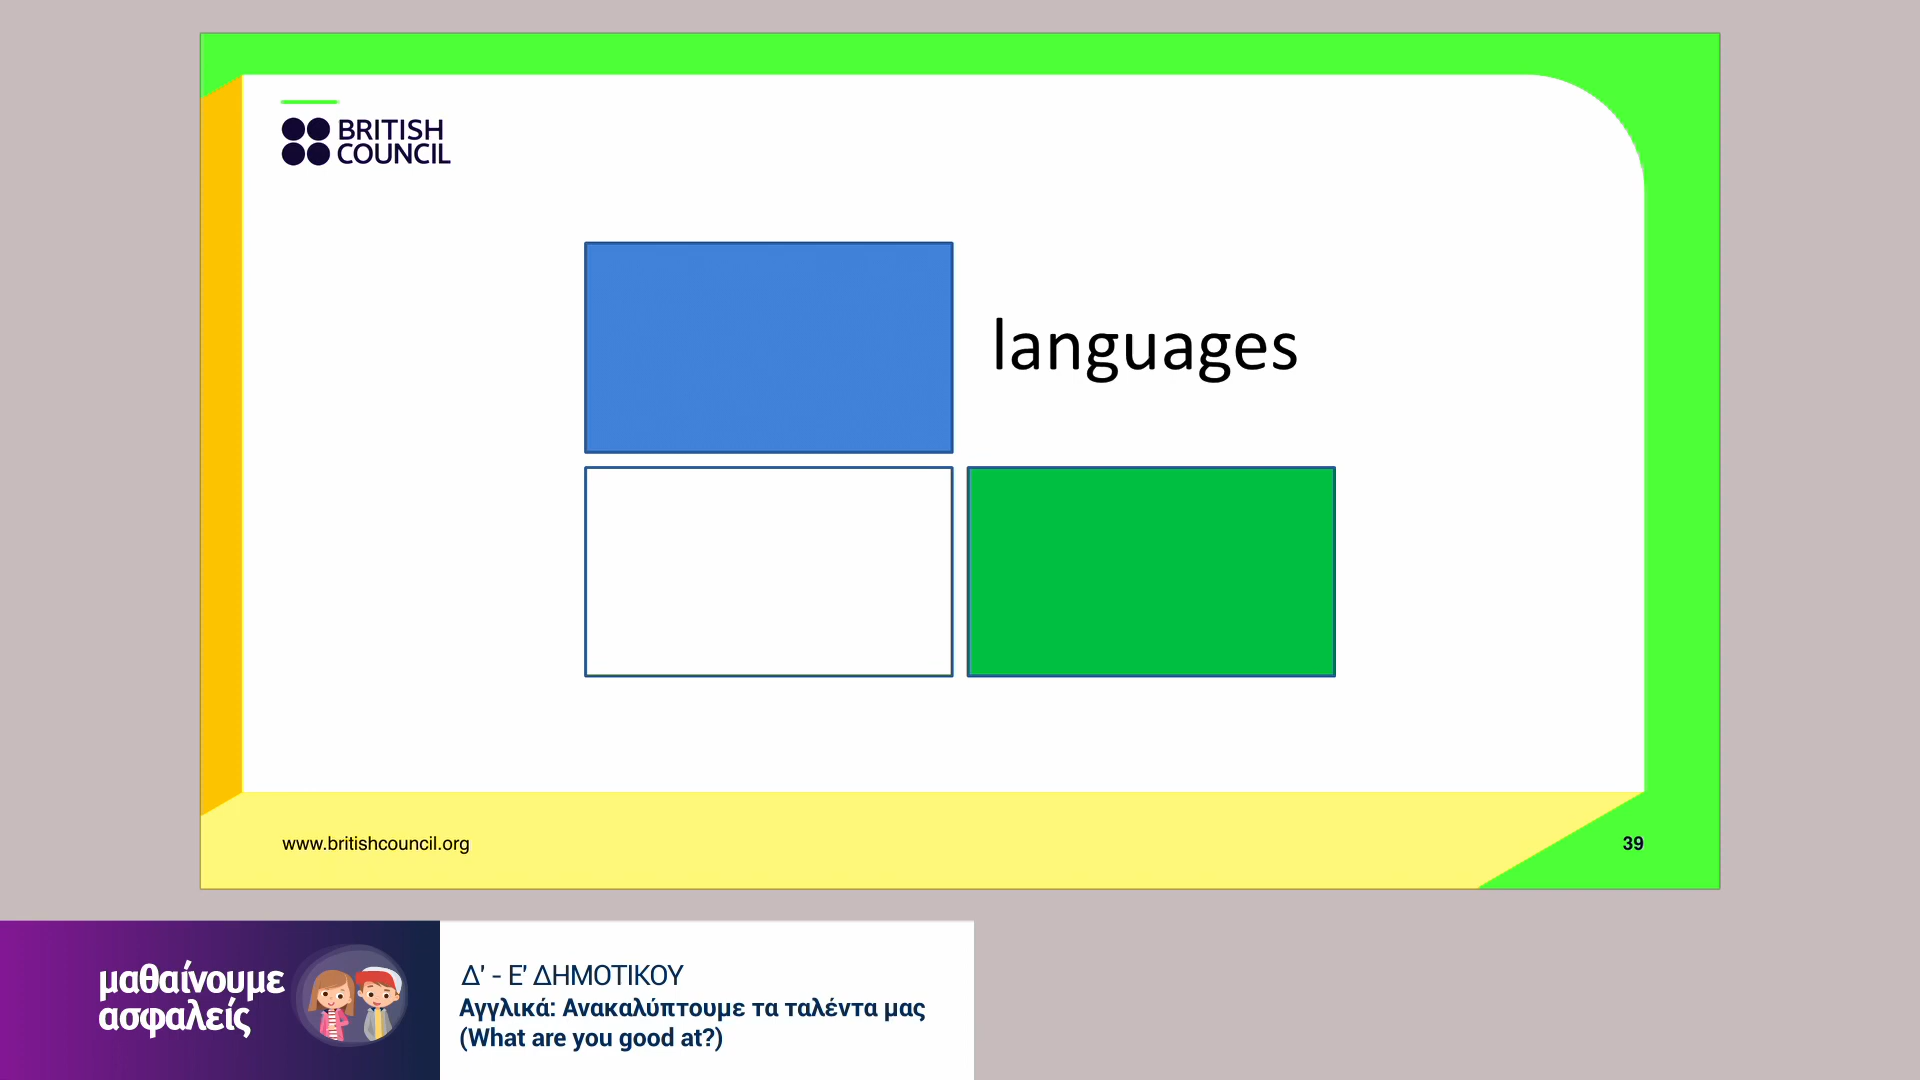 BRITISH
COUNCIL
languages
www.britishcouncil.org
39
μαθαίνουμε
ασφαλείς
Δ' - Ε' ΔΗΜΟΤΙΚΟΥ
Αγγλικά: Ανακαλύπτουμε τα ταλέντα μας
(What are you good at?)